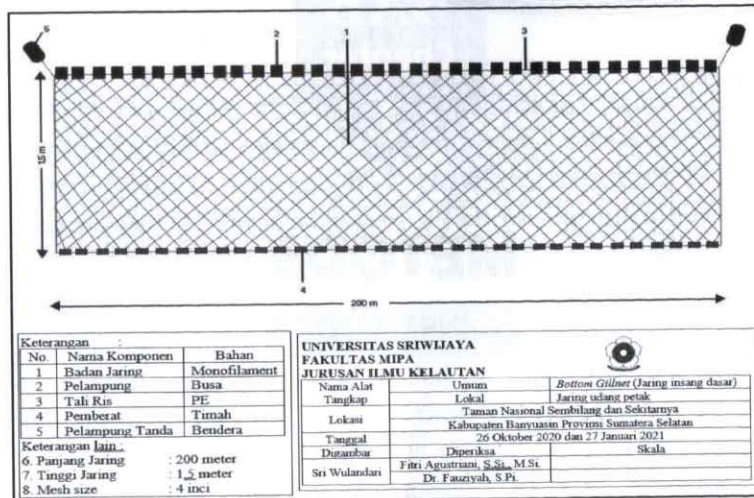 5
2
1
3
15 m
4
200 m
Keterangan :
No. Nama Komponen Bahan
1 Badan Jaring Monofilament
2 Pelampung Busa
3 Tali Ris PE
4 Pemberat Timah
5 Pelampung Tanda Bendera
Keterangan lain :
6. Panjang Jaring : 200 meter
7. Tinggi Jaring : 1,5 meter
8. Mesh size : 4 inci
UNIVERSITAS SRIWIJAYA
FAKULTAS MIPA
JURUSAN ILMU KELAUTAN
Nama Alat Tangkap Umum Bottom Gillnet (Jaring insang dasar)
Lokal Jaring udang petak
Lokasi Taman Nasional Sembilang dan Sekitarnya
Kabupaten Banyuasin Provinsi Sumatera Selatan
Tanggal 26 Oktober 2020 dan 27 Januari 2021
Digambar Diperiksa Skala
Sri Wulandari Fitri Agustriani, S.Si., M.Si.
Dr. Fauziyah, S.Pi.